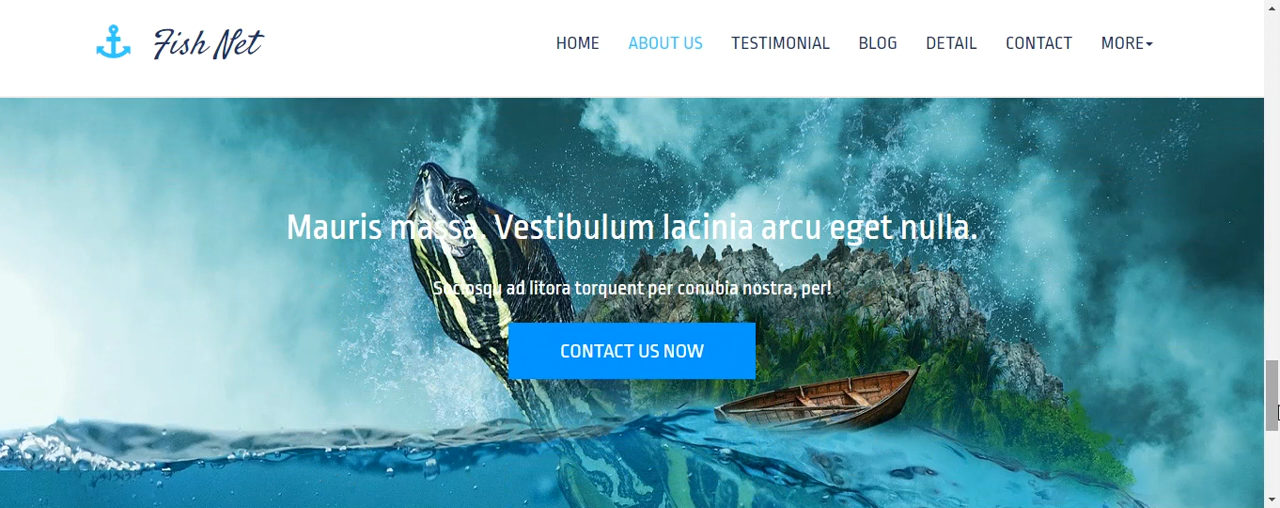 Fish Net
HOME ABOUT US TESTIMONIAL BLOG DETAIL CONTACT MORE
Mauris massa. Vestibulum lacinia arcu eget nulla.
ad litora torquent per conubia nostra, per!
CONTACT US NOW